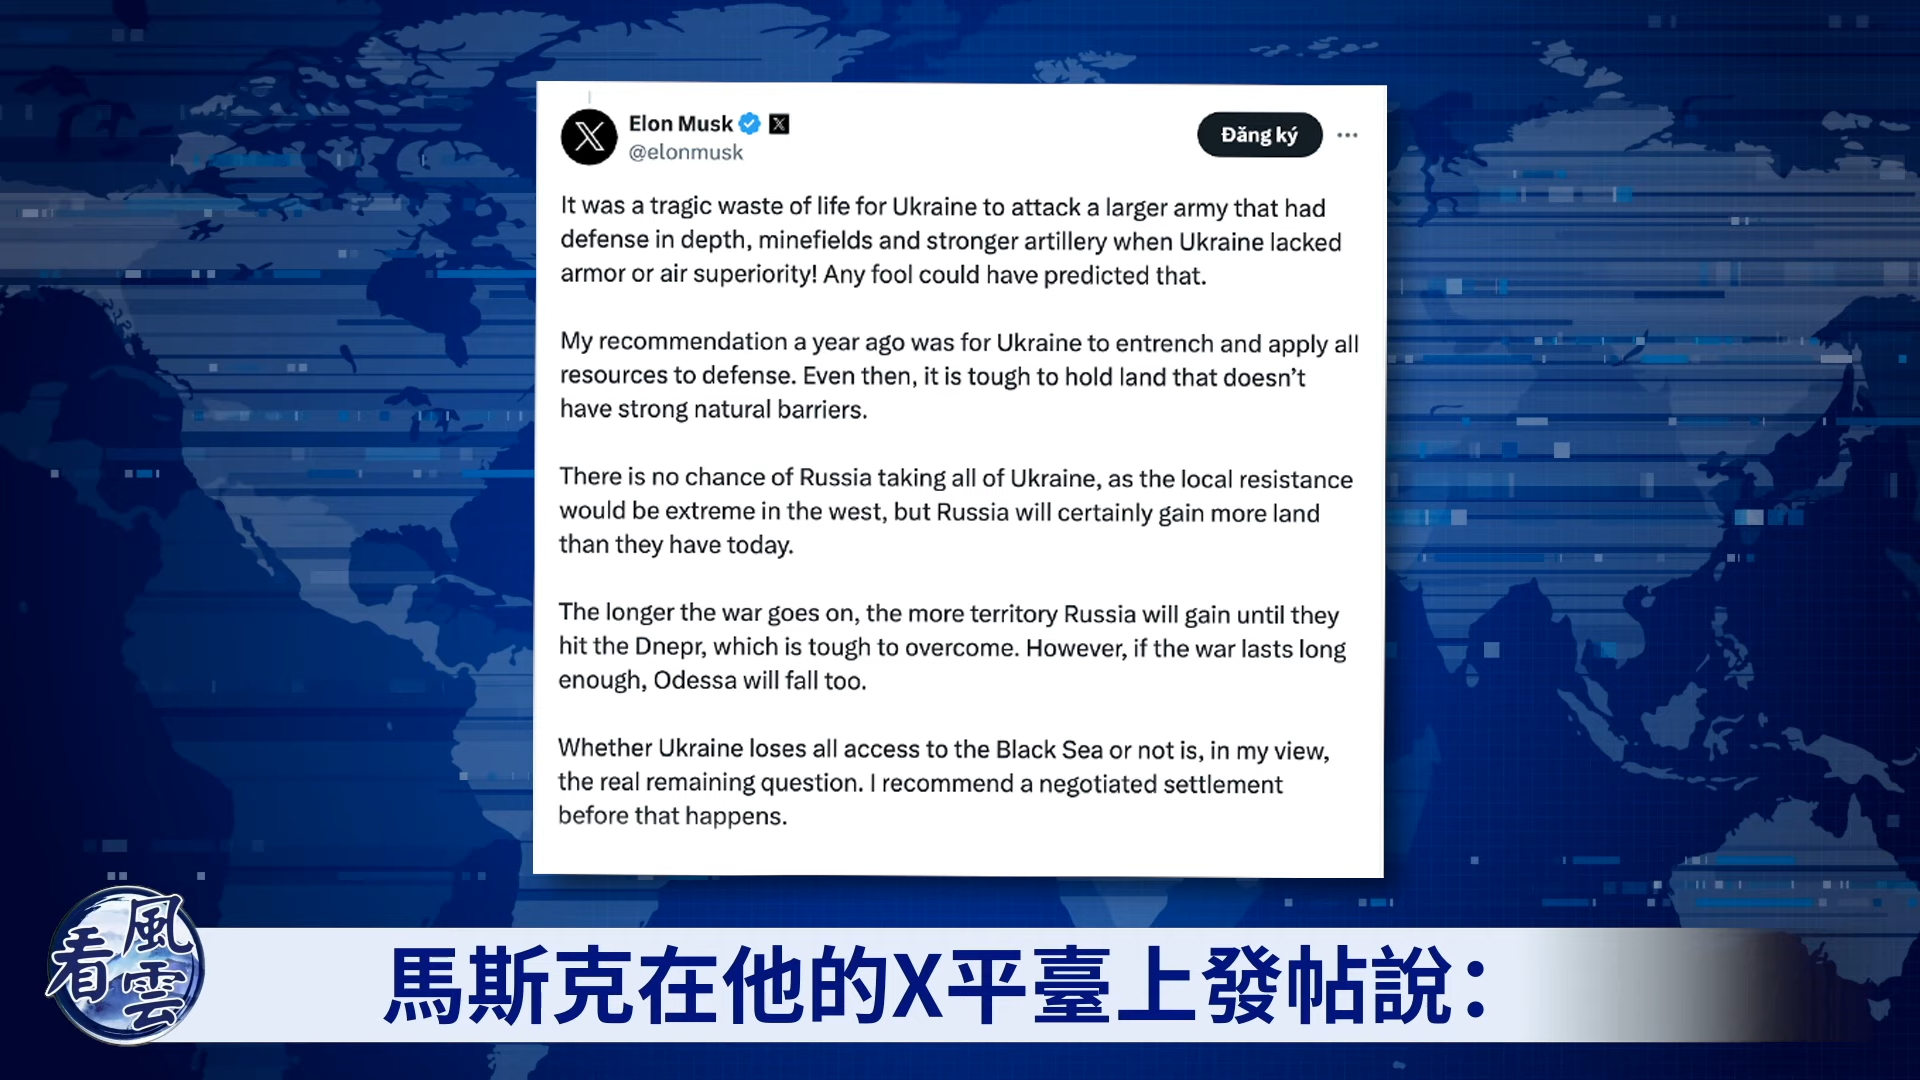 Elon Musk
@elonmusk
Đăng ký
It was a tragic waste of life for Ukraine to attack a larger army that had
defense in depth, minefields and stronger artillery when Ukraine lacked
armor or air superiority! Any fool could have predicted that.
My recommendation a year ago was for Ukraine to entrench and apply all
resources to defense. Even then, it is tough to hold land that doesn’t
have strong natural barriers.
There is no chance of Russia taking all of Ukraine, as the local resistance
would be extreme in the west, but Russia will certainly gain more land
than they have today.
The longer the war goes on, the more territory Russia will gain until they
hit the Dnepr, which is tough to overcome. However, if the war lasts long
enough, Odessa will fall too.
Whether Ukraine loses all access to the Black Sea or not is, in my view,
the real remaining question. I recommend a negotiated settlement
before that happens.
看風雲
馬斯克在他的X平臺上發帖說：